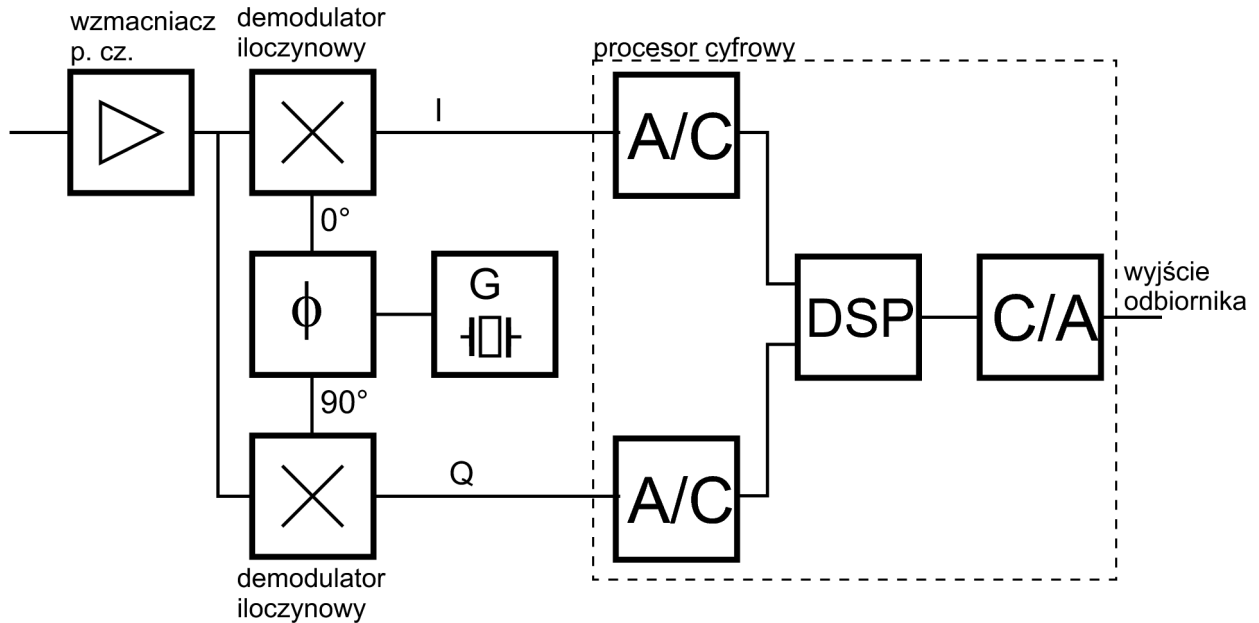 wzmacniacz
p. cz.
demodulator
iloczynowy
procesor cyfrowy
I
A/C
0°
ϕ
G
DSP
C/A
wyjście
odbiornika
90°
Q
A/C
demodulator
iloczynowy